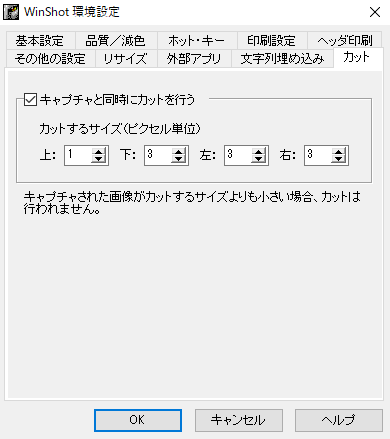 WinShot 環境設定
基本設定 品質／減色 ホット・キー 印刷設定 ヘッダ印刷
その他の設定 リサイズ 外部アプリ 文字列埋め込み カット
キャプチャと同時にカットを行う
カットするサイズ(ピクセル単位)
上: 1 下: 3 左: 3 右: 3
キャプチャされた画像がカットするサイズよりも小さい場合、カットは
行われません。
OK キャンセル ヘルプ